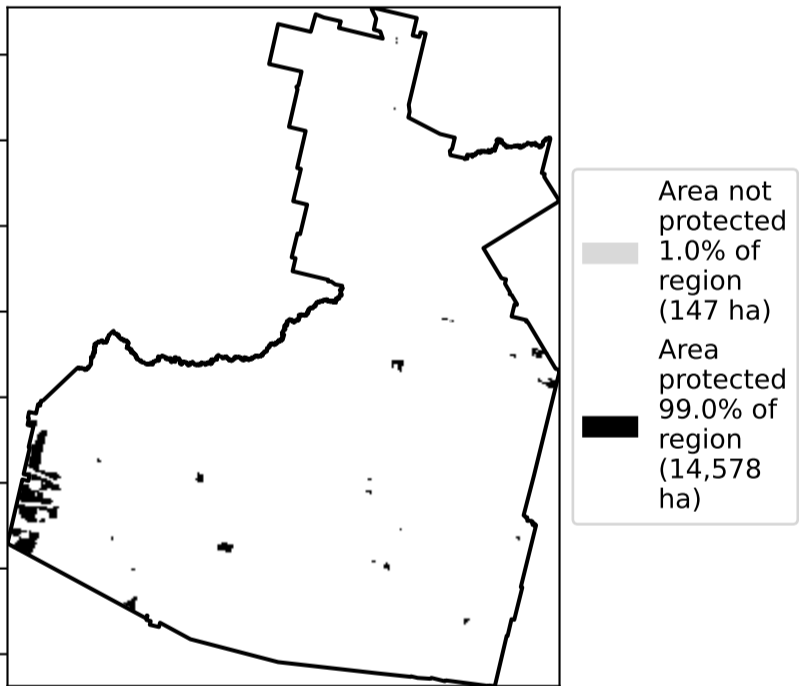 Area not
protected
1.0% of
region
(147 ha)
Area
protected
99.0% of
region
(14,578
ha)